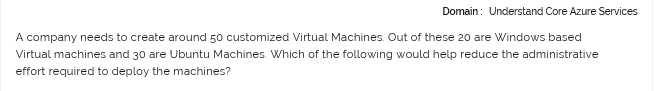 Domain : Understand Core Azure Services
A company needs to create around 50 customized Virtual Machines. Out of these 20 are Windows based
Virtual machines and 30 are Ubuntu Machines. Which of the following would help reduce the administrative
effort required to deploy the machines?